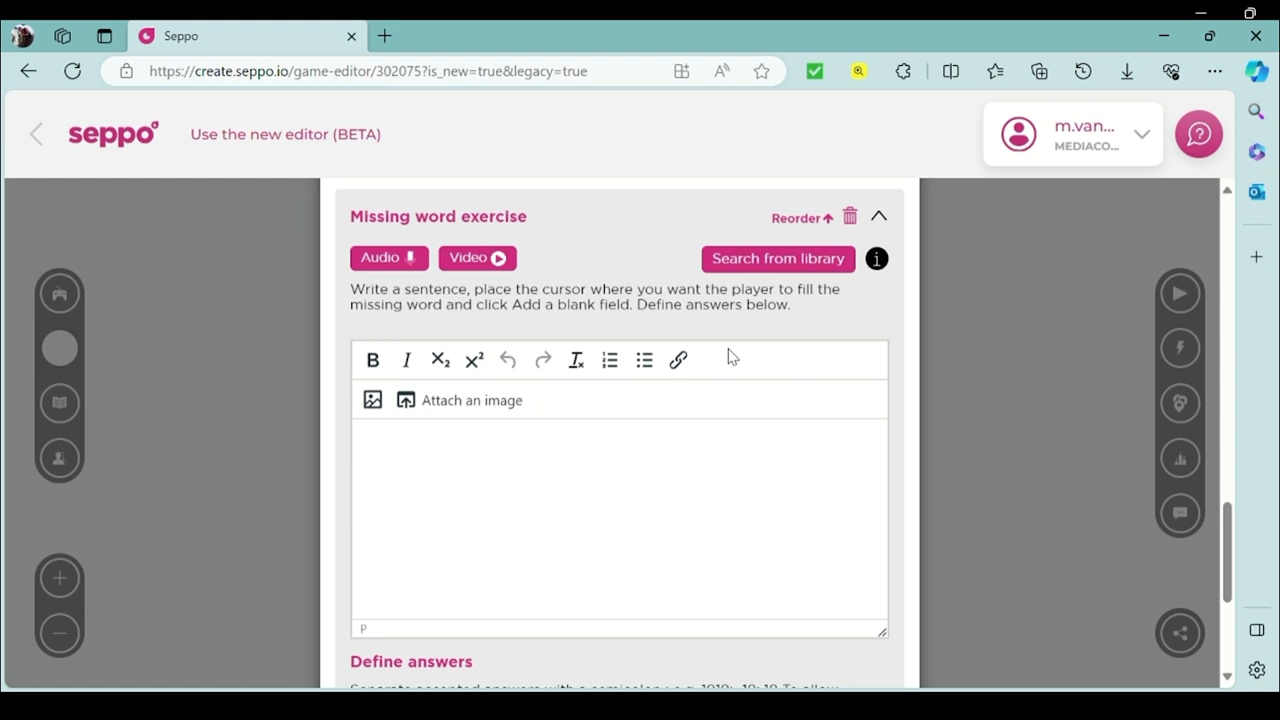 Seppo
https://create.seppo.io/game-editor/302075?is_new=true&legacy=true
seppo
Use the new editor (BETA)
m.van...
MEDIACO...
Missing word exercise
Reorder
Audio
Video
Search from library
Write a sentence, place the cursor where you want the player to fill the
missing word and click Add a blank field. Define answers below.
B I X₂ X²
Attach an image
P
Define answers